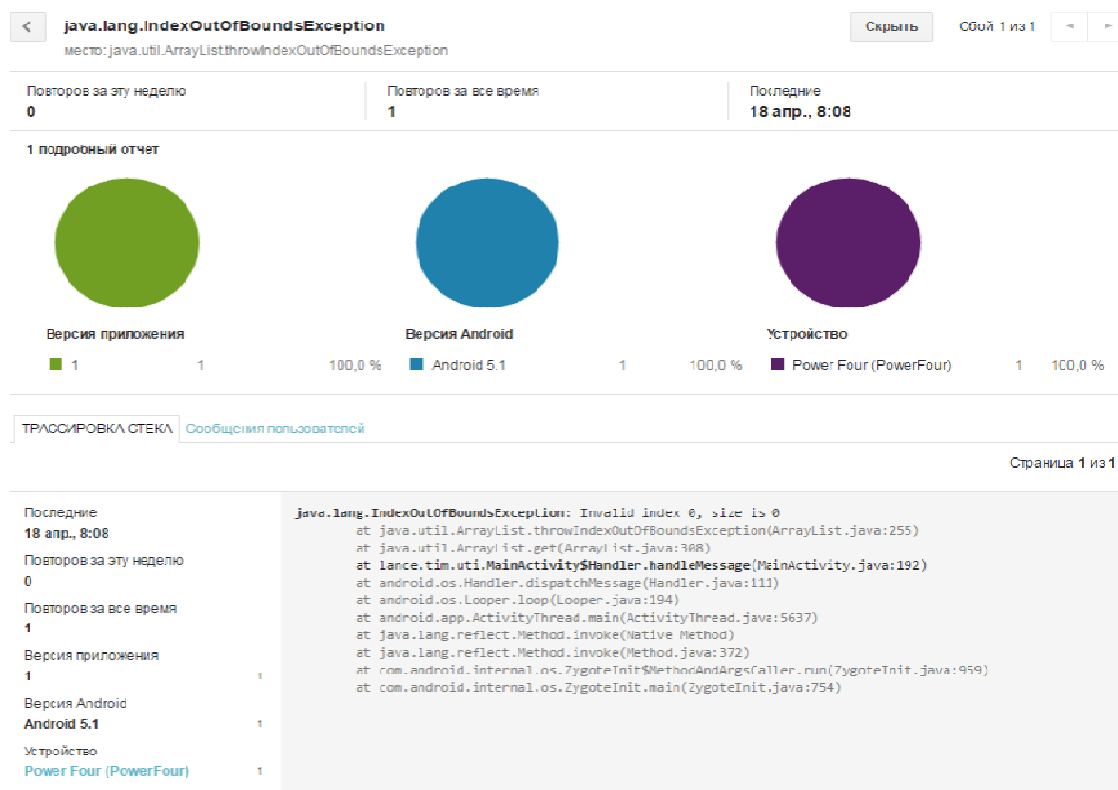 java.lang.IndexOutOfBoundsException
место: java.util.ArrayList.throwIndexOutOfBoundsException
Скрыть
Сбой 1 из 1
Повторов за эту неделю
0
Повторов за все время
1
Последние
18 апр., 8:08
1 подробный отчет
Версия приложения
1 1 100,0 %
Версия Android
Android 5.1 1 100,0 %
Устройство
Power Four (PowerFour) 1 100,0 %
ТРАССИРОВКА СТЕКА Сообщения пользователей
Страница 1 из 1
Последние
18 апр., 8:08
Повторов за эту неделю
0
Повторов за все время
1
Версия приложения
1 1
Версия Android
Android 5.1 1
Устройство
Power Four (PowerFour) 1
java.lang.IndexOutOfBoundsException: Invalid index 0, size is 0
at java.util.ArrayList.throwIndexOutOfBoundsException(ArrayList.java:255)
at java.util.ArrayList.get(ArrayList.java:308)
at lance.tim.uti.MainActivity$Handler.handleMessage(MainActivity.java:192)
at android.os.Handler.dispatchMessage(Handler.java:111)
at android.os.Looper.loop(Looper.java:194)
at android.app.ActivityThread.main(ActivityThread.java:5637)
at java.lang.reflect.Method.invoke(Native Method)
at java.lang.reflect.Method.invoke(Method.java:372)
at com.android.internal.os.ZygoteInit$MethodAndArgsCaller.run(ZygoteInit.java:959)
at com.android.internal.os.ZygoteInit.main(ZygoteInit.java:754)